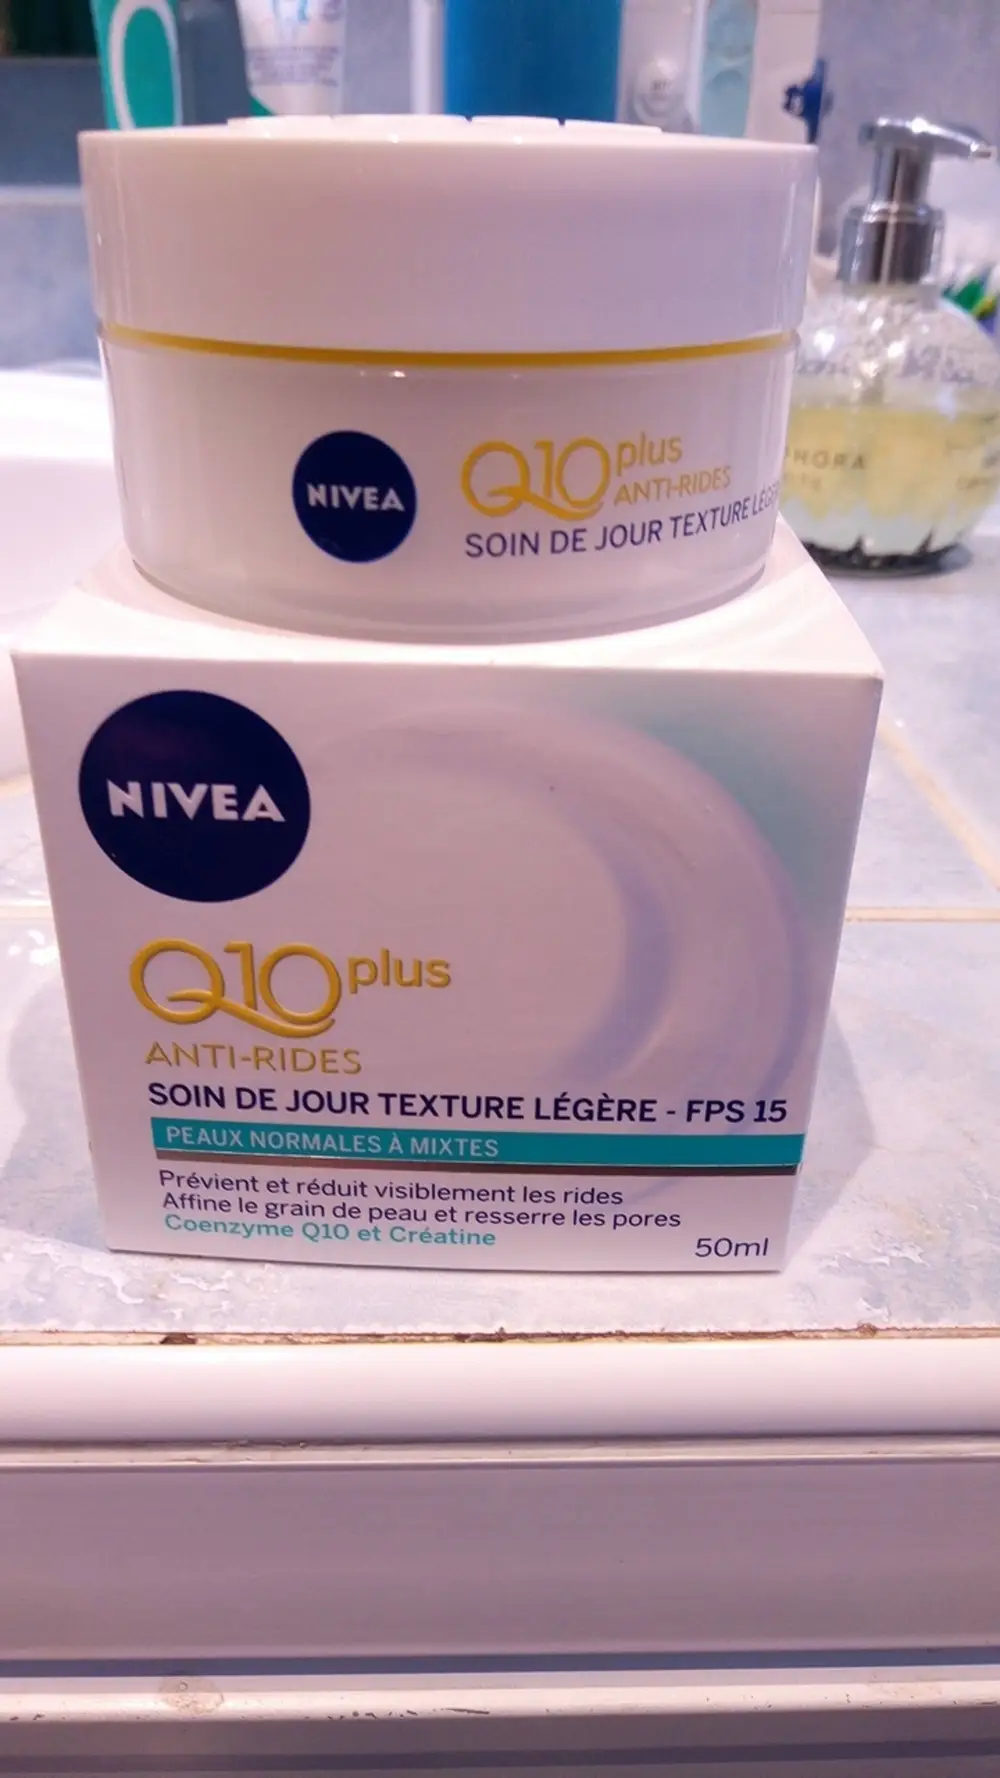 NIVEA
Q10 plus
ANTI-RIDES
SOIN DE JOUR TEXTURE
NIVEA
Q10 plus
ANTI-RIDES
SOIN DE JOUR TEXTURE LÉGÈRE - FPS 15
PEAUX NORMALES À MIXTES
Prévient et réduit visiblement les rides
Affine le grain de peau et resserre les pores
Coenzyme Q10 et Créatine
50ml